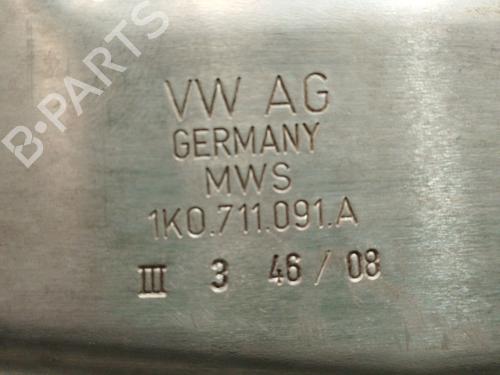 B-PARTS
VW AG
GERMANY
MWS
1K0.711.091.A
III 3 46/08